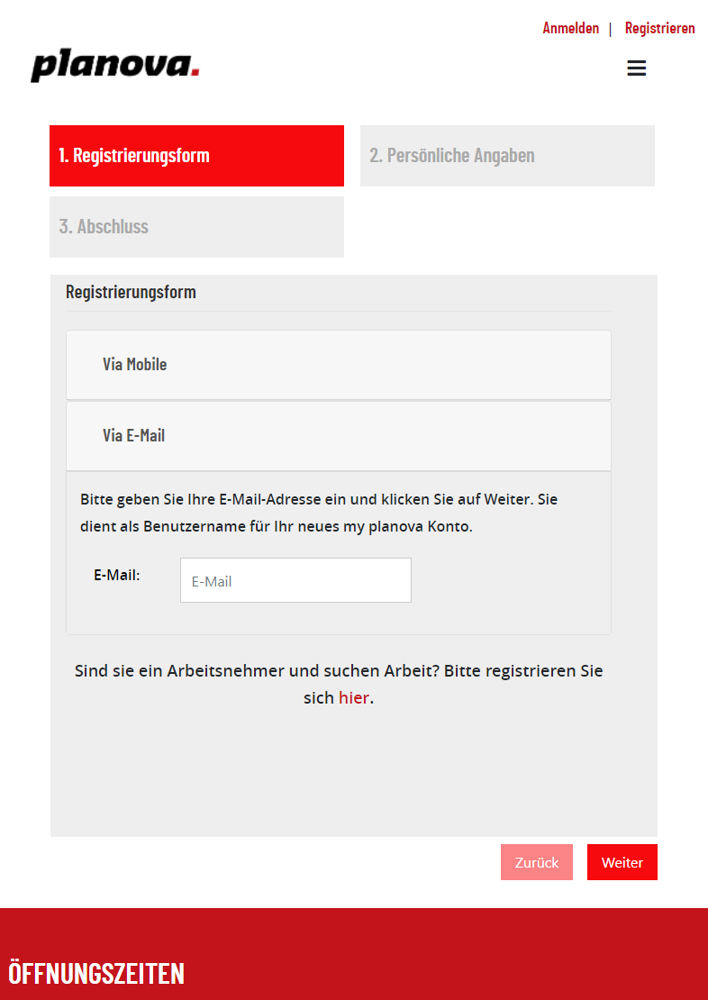 Anmelden | Registrieren
planova.
1. Registrierungsform
2. Persönliche Angaben
3. Abschluss
Registrierungsform
Via Mobile
Via E-Mail
Bitte geben Sie Ihre E-Mail-Adresse ein und klicken Sie auf Weiter. Sie
dient als Benutzername für Ihr neues my planova Konto.
E-Mail:
E-Mail
Sind sie ein Arbeitsnehmer und suchen Arbeit? Bitte registrieren Sie
sich hier.
Zurück
Weiter
ÖFFNUNGSZEITEN